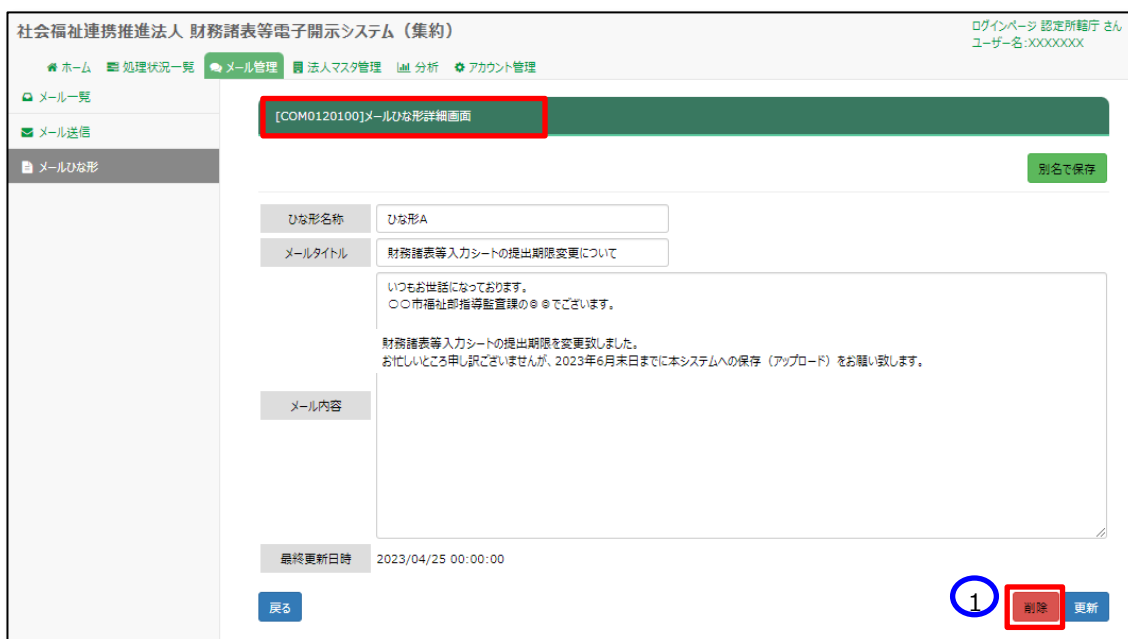 社会福祉連携推進法人 財務諸表等電子開示システム（集約）
ログインページ 認定所轄庁 さん
ユーザー名:XXXXXXX
ホーム 処理状況一覧 メール管理 法人マスタ管理 分析 アカウント管理
メール一覧
メール送信
メールひな形
[COM0120100]メールひな形詳細画面
別名で保存
ひな形名称 ひな形A
メールタイトル 財務諸表等入力シートの提出期限変更について
メール内容
いつもお世話になっております。
○○市福祉部指導監査課の◎◎でございます。
財務諸表等入力シートの提出期限を変更致しました。
お忙しいところ申し訳ございませんが、2023年6月末日までに本システムへの保存（アップロード）をお願い致します。
最終更新日時 2023/04/25 00:00:00
戻る 1 削除 更新